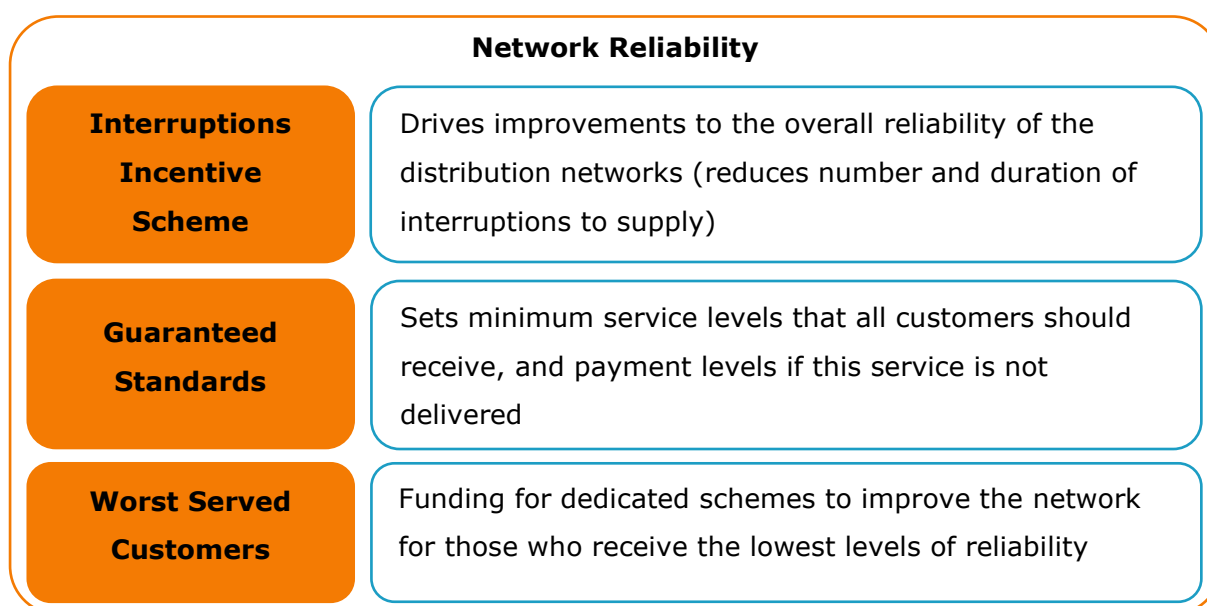 Network Reliability
Interruptions
Incentive
Scheme
Drives improvements to the overall reliability of the
distribution networks (reduces number and duration of
interruptions to supply)
Guaranteed
Standards
Sets minimum service levels that all customers should
receive, and payment levels if this service is not
delivered
Worst Served
Customers
Funding for dedicated schemes to improve the network
for those who receive the lowest levels of reliability